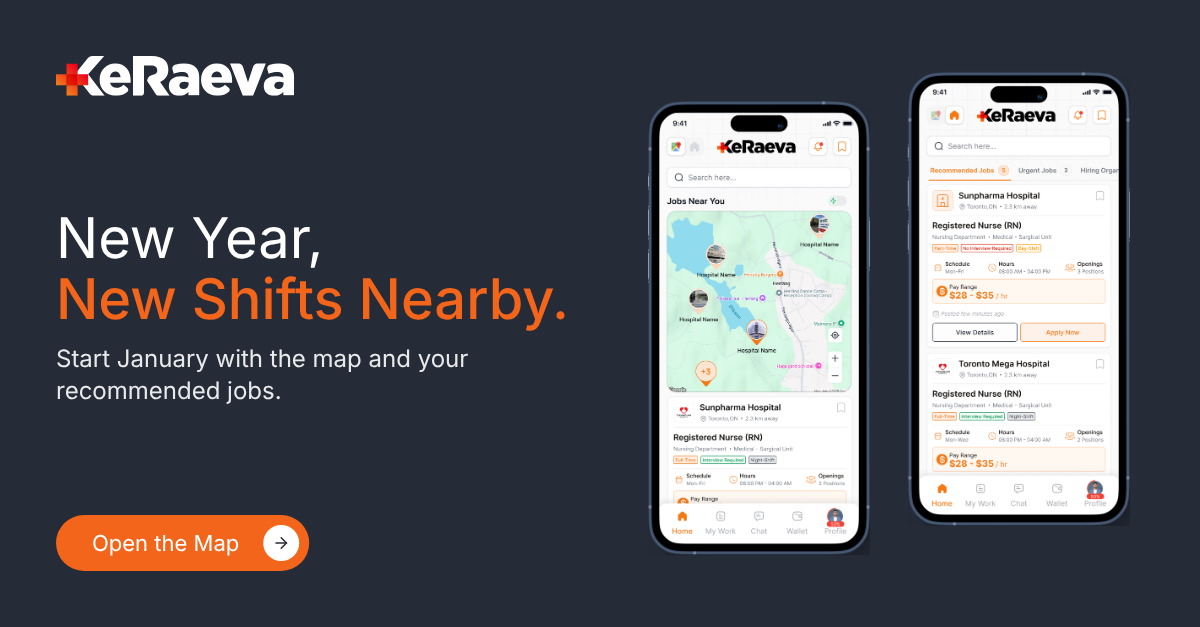 KeRaeva
New Year,
New Shifts Nearby.
Start January with the map and your
recommended jobs.
Open the Map
9:41
KeRaeva
Search here...
Jobs Near You
Hospital Name
Hospital Name
Hospital Name
Hospital Name
+3
Sunpharma Hospital
Toronto,ON • 2.3 km away
Registered Nurse (RN)
Nursing Department • Medical - Surgical Unit
Full-Time Interview Required Night-Shift
Schedule Hours Openings
Mon-Fri 08:00 PM - 04:00 AM 3 Positions
Pay Range
Home My Work Chat Wallet Profile
9:41
KeRaeva
Search here...
Recommended Jobs 5 Urgent Jobs 3 Hiring Organ
Sunpharma Hospital
Toronto,ON • 2.3 km away
Registered Nurse (RN)
Nursing Department • Medical - Surgical Unit
No Interview Required Day-Shift
Schedule Hours Openings
Mon-Fri 08:00 AM - 04:00 PM 3 Positions
Pay Range
$28 - $35 / hr
Posted few minutes ago
View Details Apply Now
Toronto Mega Hospital
Toronto,ON • 2.3 km away
Registered Nurse (RN)
Nursing Department • Medical - Surgical Unit
Full-Time Interview Required Night-Shift
Schedule Hours Openings
Mon-Wed 08:00 PM - 04:00 AM 2 Positions
Pay Range
$28 - $35 / hr
Home My Work Chat Wallet Profile